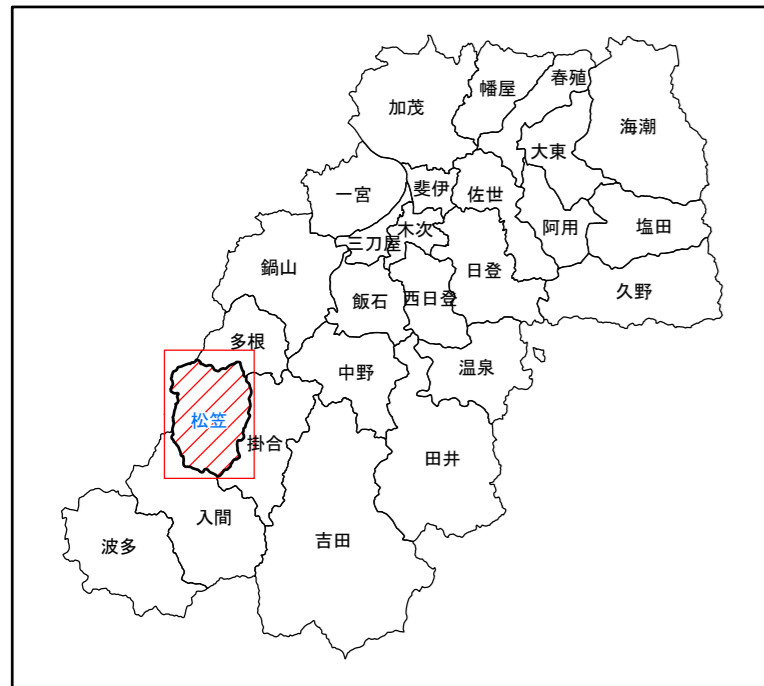 春殖
幡屋
加茂
海潮
大東
斐伊
佐世
一宮
木次
阿用
塩田
三刀屋
鍋山
日登
久野
飯石
西日登
多根
中野
温泉
松笠
掛合
田井
入間
吉田
波多